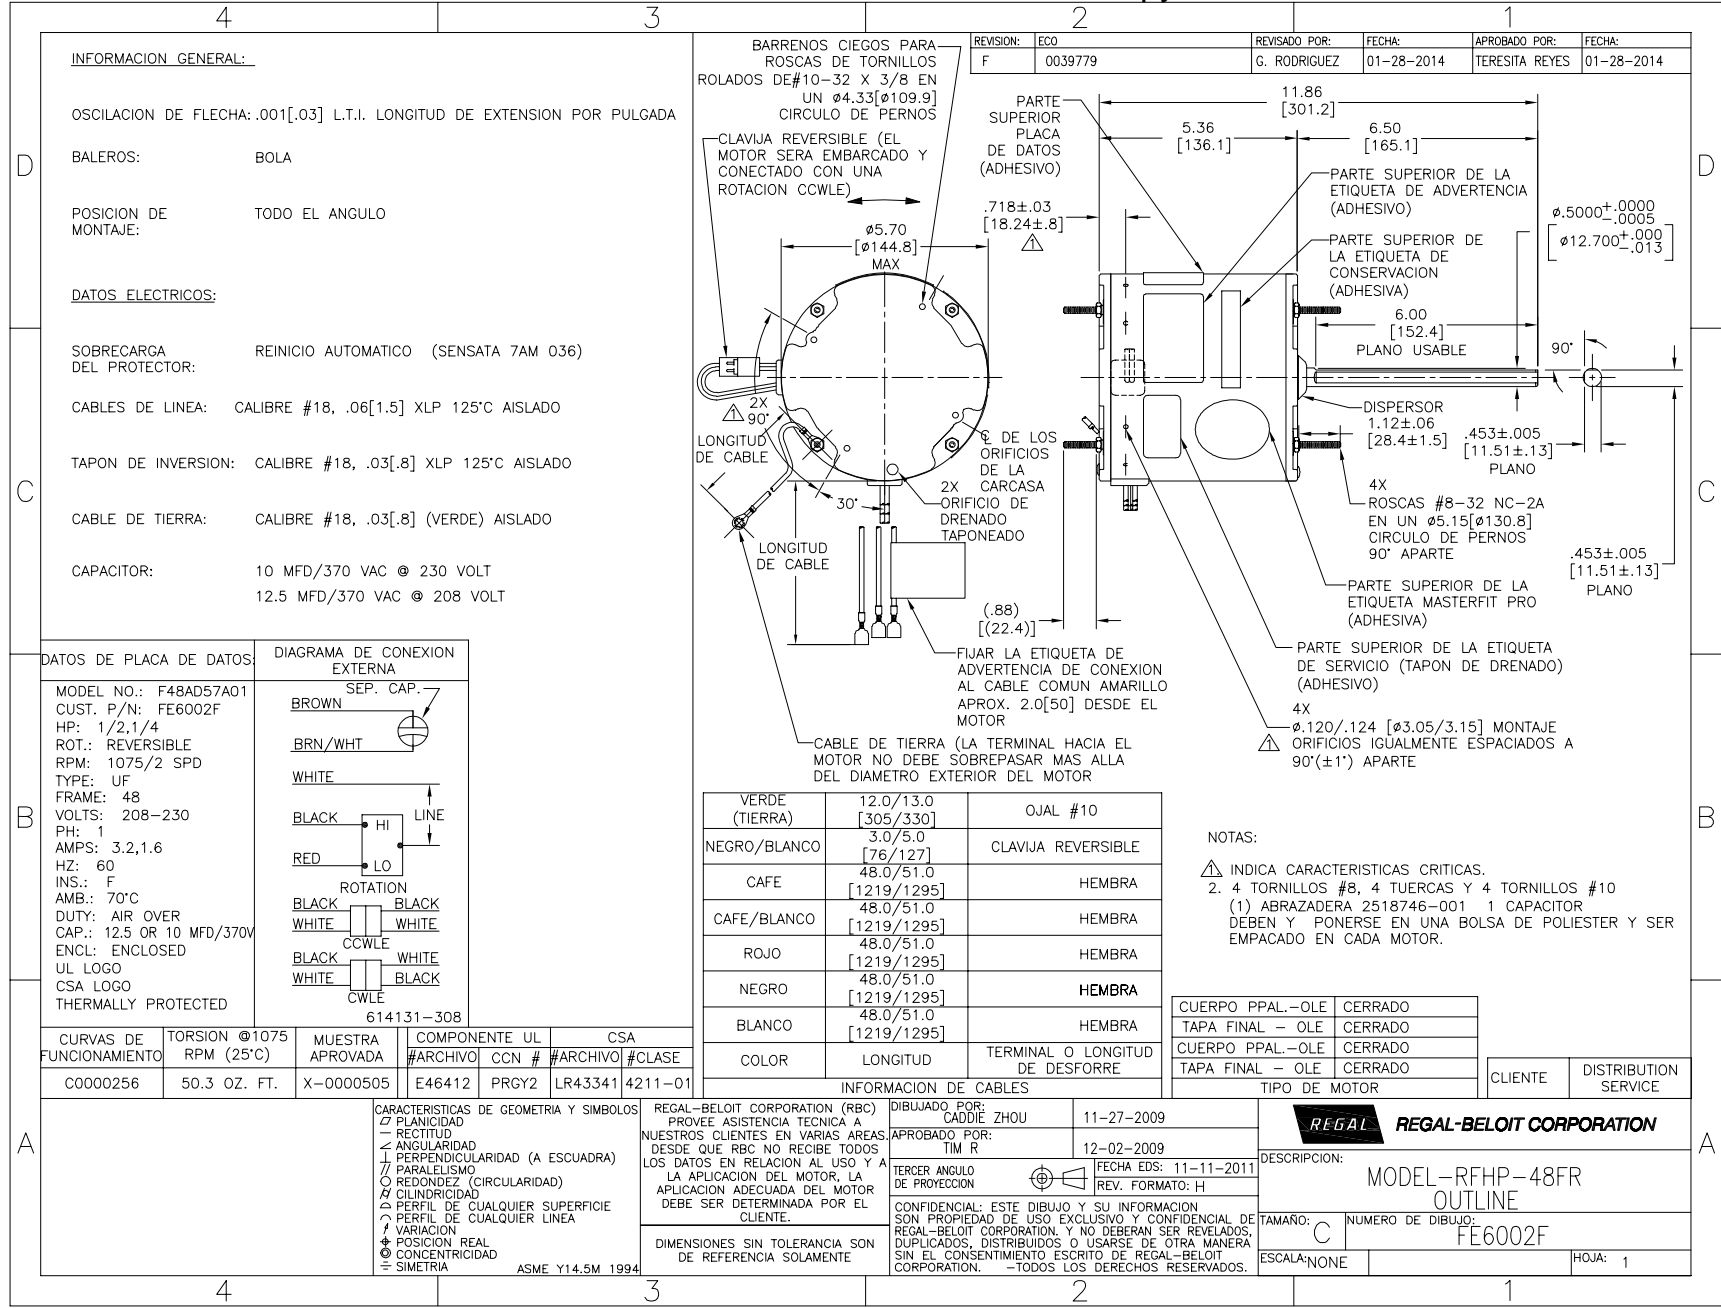 4
3
2
1
INFORMACION GENERAL:
OSCILACION DE FLECHA: .001[.03] L.T.I. LONGITUD DE EXTENSION POR PULGADA
BALEROS: BOLA
POSICION DE MONTAJE: TODO EL ANGULO
DATOS ELECTRICOS:
SOBRECARGA DEL PROTECTOR: REINICIO AUTOMATICO (SENSATA 7AM 036)
CABLES DE LINEA: CALIBRE #18, .06[1.5] XLP 125°C AISLADO
TAPON DE INVERSION: CALIBRE #18, .03[.8] XLP 125°C AISLADO
CABLE DE TIERRA: CALIBRE #18, .03[.8] (VERDE) AISLADO
CAPACITOR: 10 MFD/370 VAC @ 230 VOLT
12.5 MFD/370 VAC @ 208 VOLT
D
C
B
A
BARRENOS CIEGOS PARA
ROSCAS DE TORNILLOS
ROLADOS DE#10-32 X 3/8 EN
UN ø4.33[ø109.9]
CIRCULO DE PERNOS
CLAVIJA REVERSIBLE (EL
MOTOR SERA EMBARCADO Y
CONECTADO CON UNA
ROTACION CCWLE)
ø5.70
[ø144.8]
MAX
1
2X
90°
LONGITUD
DE CABLE
30°
LONGITUD
DE CABLE
℄ DE LOS
ORIFICIOS
DE LA
CARCASA
2X
ORIFICIO DE
DRENADO
TAPONEADO
FIJAR LA ETIQUETA DE
ADVERTENCIA DE CONEXION
AL CABLE COMUN AMARILLO
APROX. 2.0[50] DESDE EL
MOTOR
CABLE DE TIERRA (LA TERMINAL HACIA EL
MOTOR NO DEBE SOBREPASAR MAS ALLA
DEL DIAMETRO EXTERIOR DEL MOTOR
REVISION: ECO REVISADO POR: FECHA: APROBADO POR: FECHA:
F 0039779 G. RODRIGUEZ 01-28-2014 TERESITA REYES 01-28-2014
PARTE
SUPERIOR
PLACA
DE DATOS
(ADHESIVO)
11.86
[301.2]
5.36
[136.1]
6.50
[165.1]
.718±.03
[18.24±.8]
1
PARTE SUPERIOR DE LA
ETIQUETA DE ADVERTENCIA
(ADHESIVO)
PARTE SUPERIOR DE
LA ETIQUETA DE
CONSERVACION
(ADHESIVA)
ø.5000+.0000
-.0005
ø12.700+.000
-.013
6.00
[152.4]
PLANO USABLE
90°
DISPERSOR
1.12±.06
[28.4±1.5]
.453±.005
[11.51±.13]
PLANO
4X
ROSCAS #8-32 NC-2A
EN UN ø5.15[ø130.8]
CIRCULO DE PERNOS
90° APARTE
.453±.005
[11.51±.13]
PLANO
PARTE SUPERIOR DE LA
ETIQUETA MASTERFIT PRO
(ADHESIVA)
(.88)
[(22.4)]
PARTE SUPERIOR DE LA ETIQUETA
DE SERVICIO (TAPON DE DRENADO)
(ADHESIVO)
4X
ø.120/.124 [ø3.05/3.15] MONTAJE
1 ORIFICIOS IGUALMENTE ESPACIADOS A
90°(±1°) APARTE
DATOS DE PLACA DE DATOS:
MODEL NO.: F48AD57A01
CUST. P/N: FE6002F
HP: 1/2,1/4
ROT.: REVERSIBLE
RPM: 1075/2 SPD
TYPE: UF
FRAME: 48
VOLTS: 208-230
PH: 1
AMPS: 3.2,1.6
HZ: 60
INS.: F
AMB.: 70°C
DUTY: AIR OVER
CAP.: 12.5 OR 10 MFD/370V
ENCL: ENCLOSED
UL LOGO
CSA LOGO
THERMALLY PROTECTED
DIAGRAMA DE CONEXION
EXTERNA
SEP. CAP.
BROWN
BRN/WHT
WHITE
LINE
BLACK HI
RED LO
ROTATION
BLACK BLACK
WHITE WHITE
CCWLE
BLACK WHITE
WHITE BLACK
CWLE
614131-308
VERDE (TIERRA) 12.0/13.0 [305/330] OJAL #10
NEGRO/BLANCO 3.0/5.0 [76/127] CLAVIJA REVERSIBLE
CAFE 48.0/51.0 [1219/1295] HEMBRA
CAFE/BLANCO 48.0/51.0 [1219/1295] HEMBRA
ROJO 48.0/51.0 [1219/1295] HEMBRA
NEGRO 48.0/51.0 [1219/1295] HEMBRA
BLANCO 48.0/51.0 [1219/1295] HEMBRA
COLOR LONGITUD TERMINAL O LONGITUD DE DESFORRE
INFORMACION DE CABLES
NOTAS:
1 INDICA CARACTERISTICAS CRITICAS.
2. 4 TORNILLOS #8, 4 TUERCAS Y 4 TORNILLOS #10
(1) ABRAZADERA 2518746-001 1 CAPACITOR
DEBEN Y PONERSE EN UNA BOLSA DE POLIESTER Y SER
EMPACADO EN CADA MOTOR.
CUERPO PPAL.-OLE CERRADO
TAPA FINAL - OLE CERRADO
CUERPO PPAL.-OLE CERRADO
TAPA FINAL - OLE CERRADO
TIPO DE MOTOR
CLIENTE DISTRIBUTION SERVICE
CURVAS DE FUNCIONAMIENTO TORSION @1075 RPM (25°C) MUESTRA APROVADA COMPONENTE UL CSA
#ARCHIVO CCN # #ARCHIVO #CLASE
C0000256 50.3 OZ. FT. X-0000505 E46412 PRGY2 LR43341 4211-01
CARACTERISTICAS DE GEOMETRIA Y SIMBOLOS
PLANICIDAD
RECTITUD
ANGULARIDAD
PERPENDICULARIDAD (A ESCUADRA)
PARALELISMO
REDONDEZ (CIRCULARIDAD)
CILINDRICIDAD
PERFIL DE CUALQUIER SUPERFICIE
PERFIL DE CUALQUIER LINEA
VARIACION
POSICION REAL
CONCENTRICIDAD
SIMETRIA ASME Y14.5M 1994
REGAL-BELOIT CORPORATION (RBC)
PROVEE ASISTENCIA TECNICA A
NUESTROS CLIENTES EN VARIAS AREAS.
DESDE QUE RBC NO RECIBE TODOS
LOS DATOS EN RELACION AL USO Y A
LA APLICACION DEL MOTOR, LA
APLICACION ADECUADA DEL MOTOR
DEBE SER DETERMINADA POR EL
CLIENTE.
DIMENSIONES SIN TOLERANCIA SON
DE REFERENCIA SOLAMENTE
DIBUJADO POR: CADDIE ZHOU 11-27-2009
APROBADO POR: TIM R 12-02-2009
TERCER ANGULO DE PROYECCION
FECHA EDS: 11-11-2011
REV. FORMATO: H
CONFIDENCIAL: ESTE DIBUJO Y SU INFORMACION
SON PROPIEDAD DE USO EXCLUSIVO Y CONFIDENCIAL DE
REGAL-BELOIT CORPORATION. Y NO DEBERAN SER REVELADOS,
DUPLICADOS, DISTRIBUIDOS O USARSE DE OTRA MANERA
SIN EL CONSENTIMIENTO ESCRITO DE REGAL-BELOIT
CORPORATION. -TODOS LOS DERECHOS RESERVADOS.
REGAL REGAL-BELOIT CORPORATION
DESCRIPCION:
MODEL-RFHP-48FR
OUTLINE
TAMAÑO: C
NUMERO DE DIBUJO: FE6002F
ESCALA: NONE
HOJA: 1
D
C
B
A
4
3
2
1